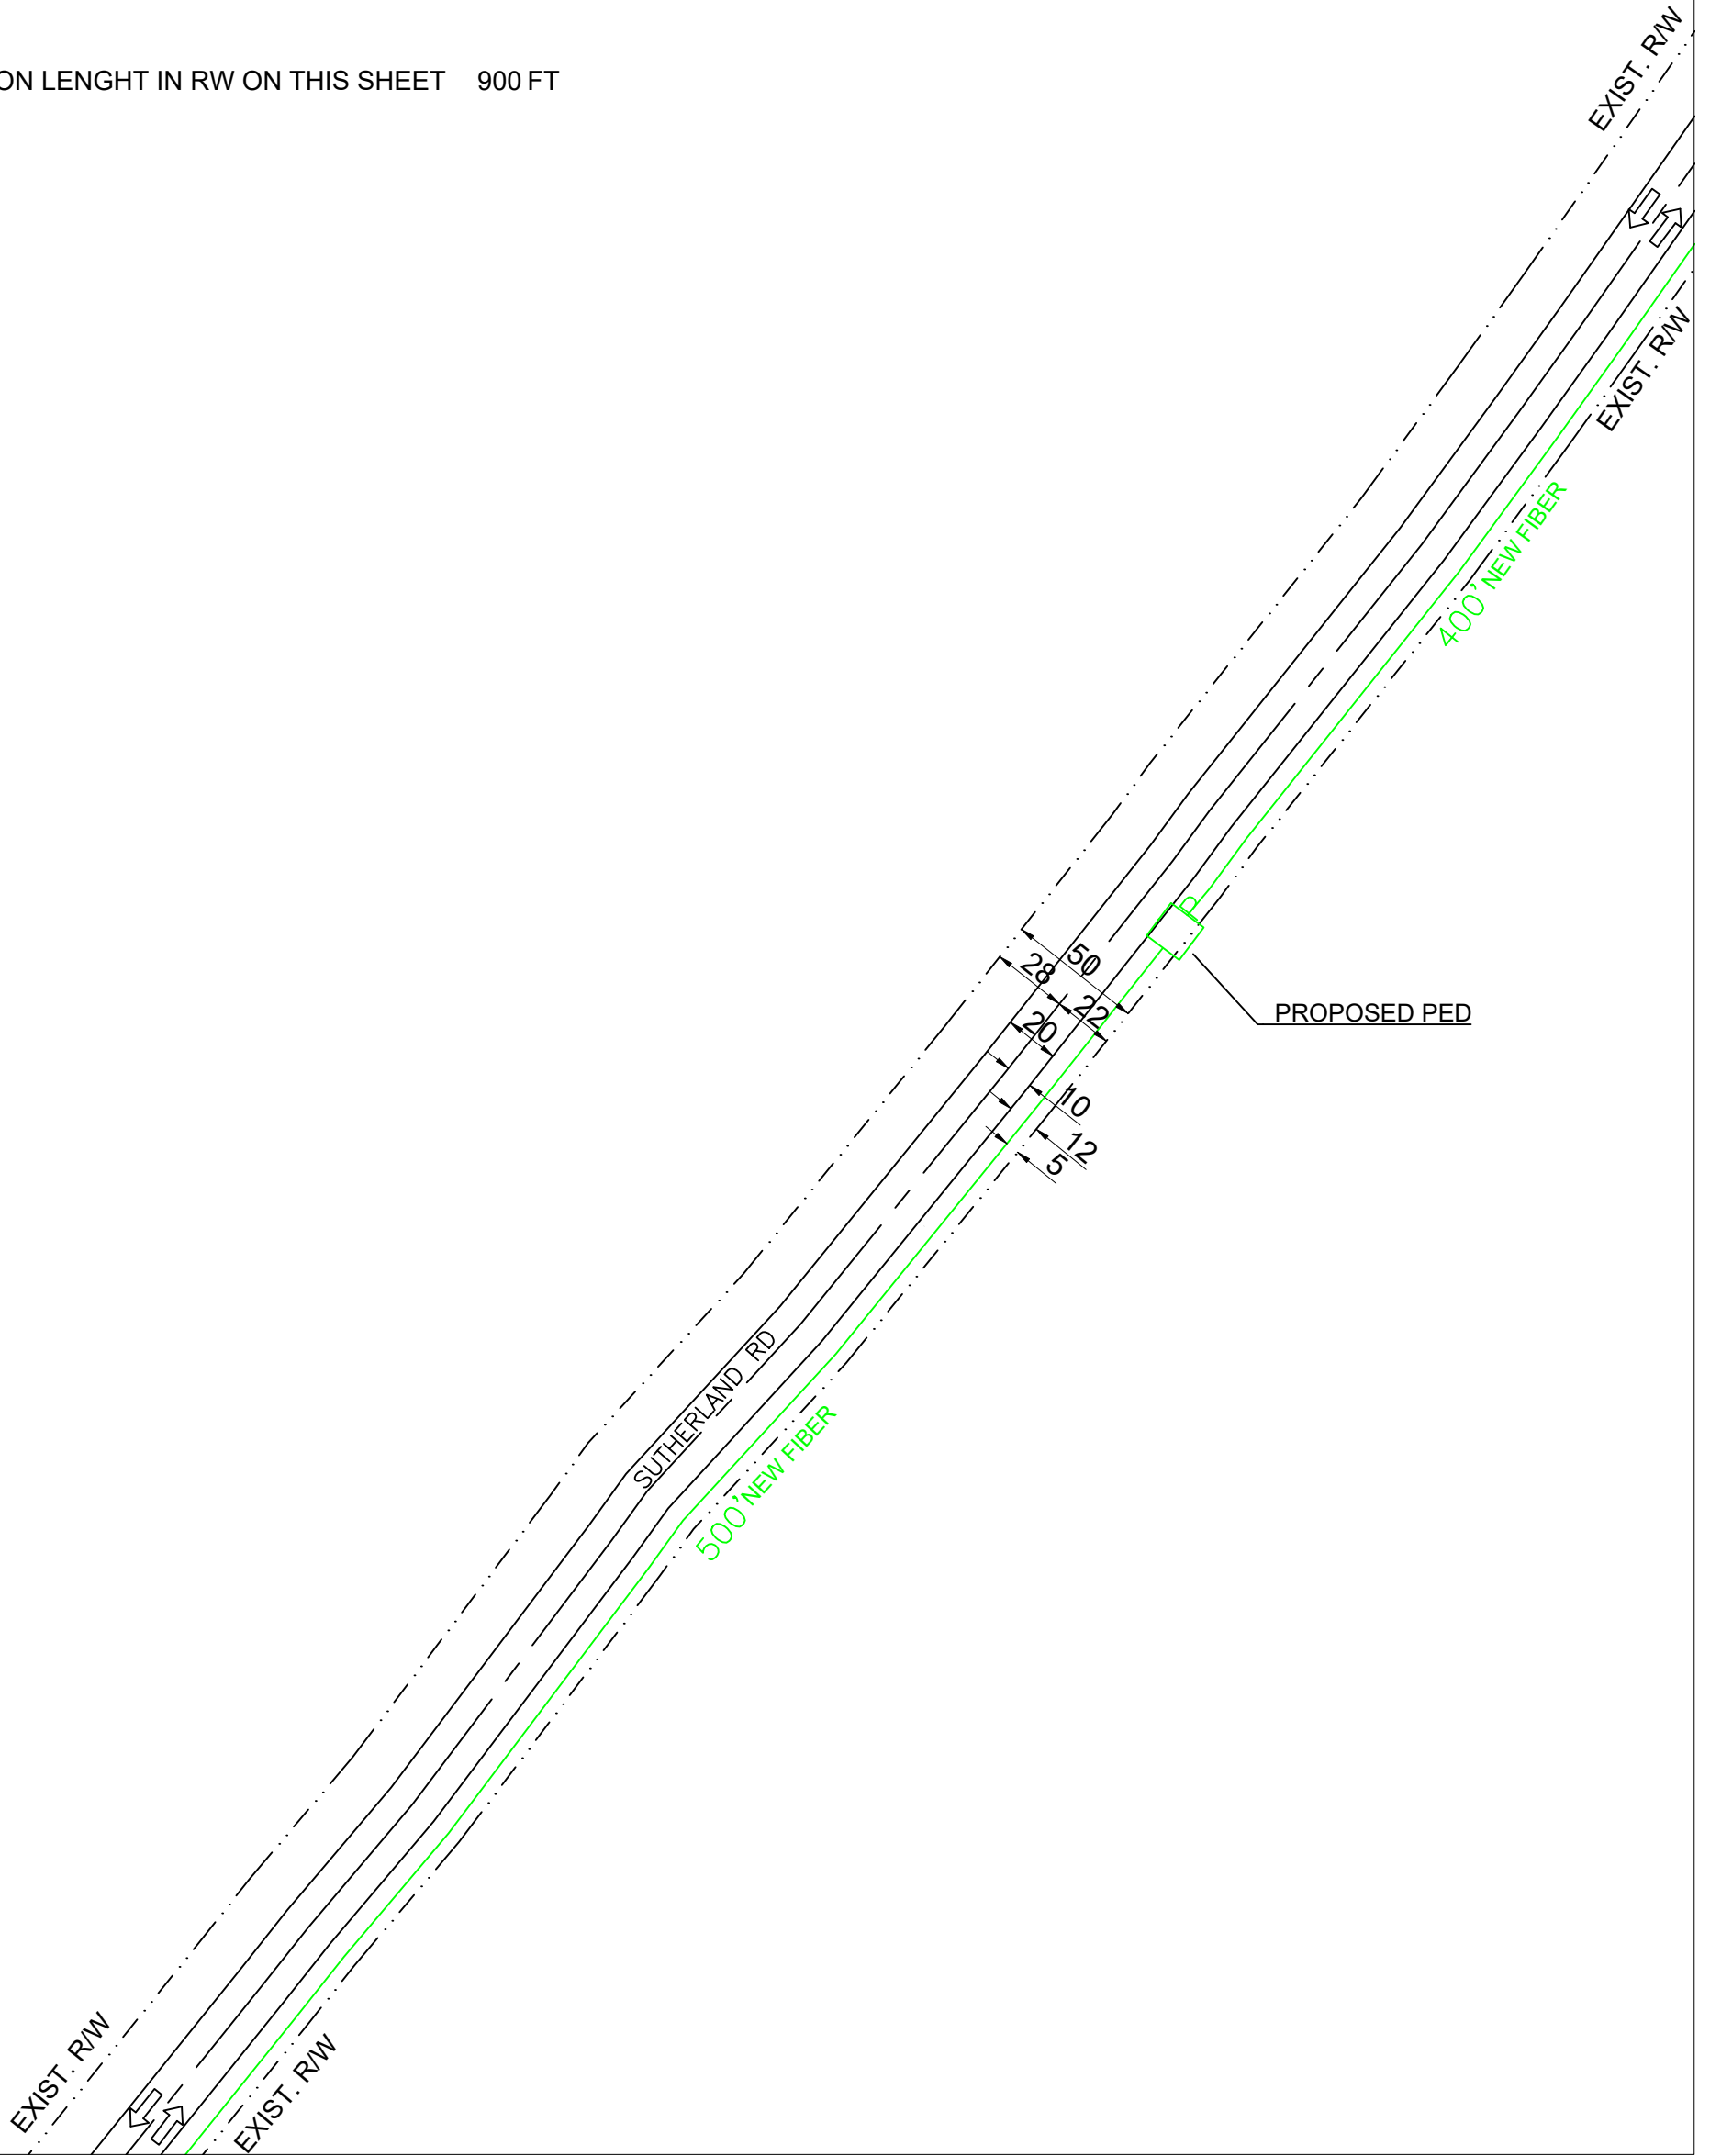 ON LENGHT IN RW ON THIS SHEET 900 FT
EXIST. R/W
EXIST. R/W
400' NEW FIBER
P
50
28
22
20
PROPOSED PED
10
12
5
SUTHERLAND RD
500' NEW FIBER
EXIST. R/W
EXIST. R/W